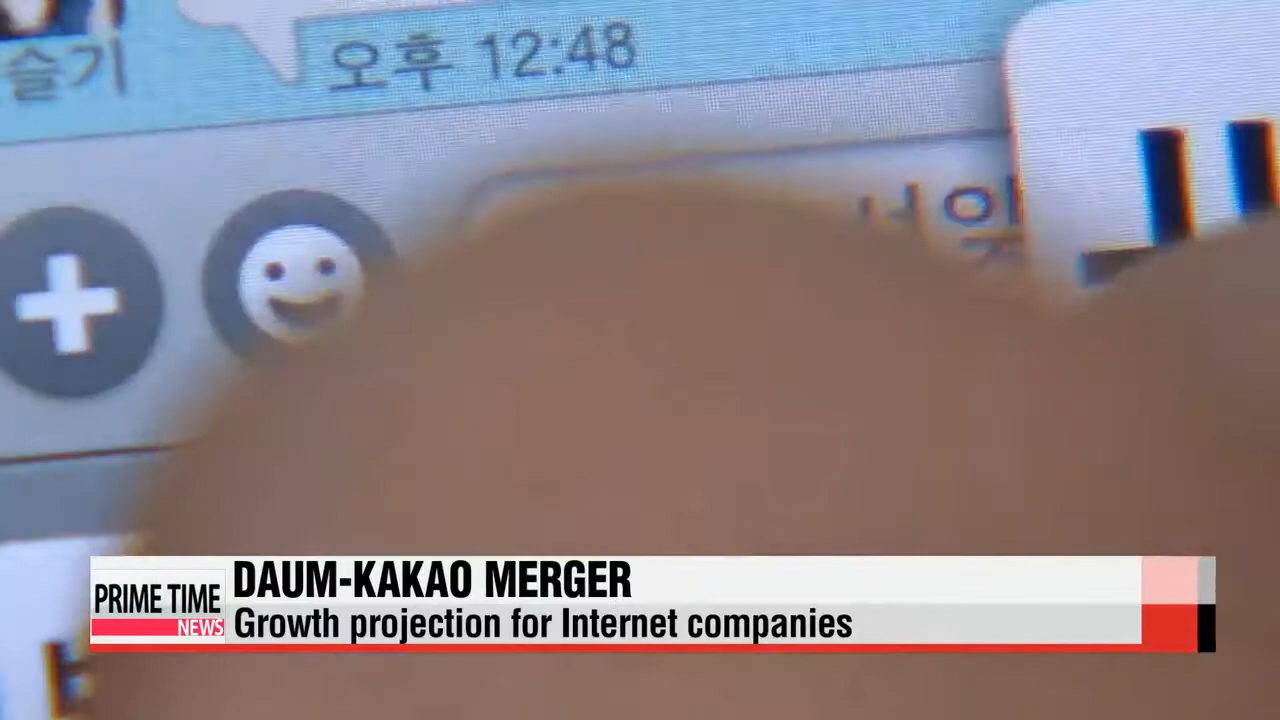 슬기
오후 12:48
ㅐ
DAUM-KAKAO MERGER
PRIME TIME
NEWS
Growth projection for Internet companies